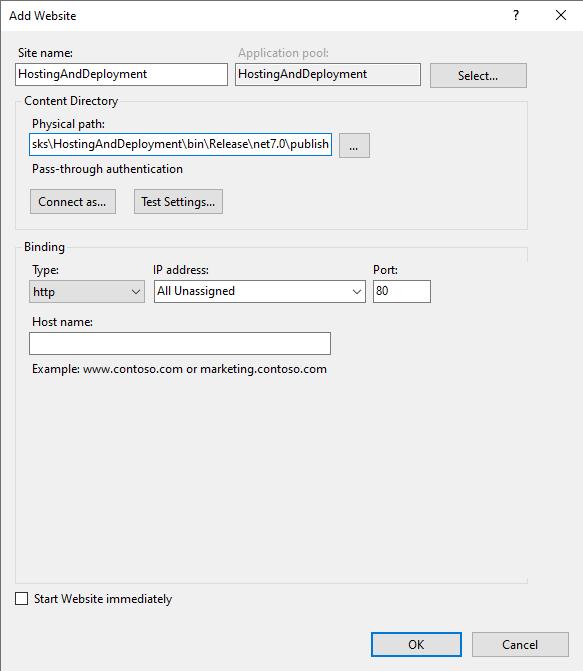 Add Website
?
Site name:
Application pool:
HostingAndDeployment
HostingAndDeployment
Select...
Content Directory
Physical path:
sks\HostingAndDeployment\bin\Release\net7.0\publish
...
Pass-through authentication
Connect as...
Test Settings...
Binding
Type:
IP address:
Port:
http
All Unassigned
80
Host name:
Example: www.contoso.com or marketing.contoso.com
Start Website immediately
OK
Cancel